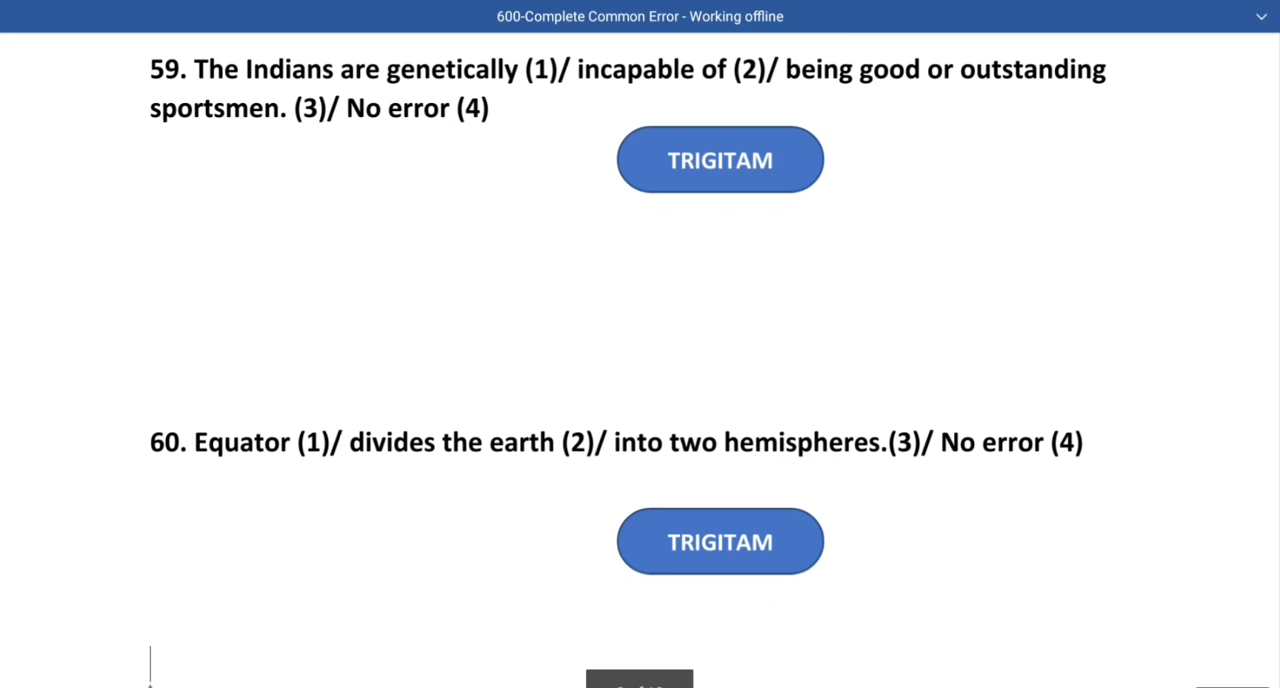 600-Complete Common Error - Working offline
59. The Indians are genetically (1)/ incapable of (2)/ being good or outstanding
sportsmen. (3)/ No error (4)
TRIGITAM
60. Equator (1)/ divides the earth (2)/ into two hemispheres.(3)/ No error (4)
TRIGITAM